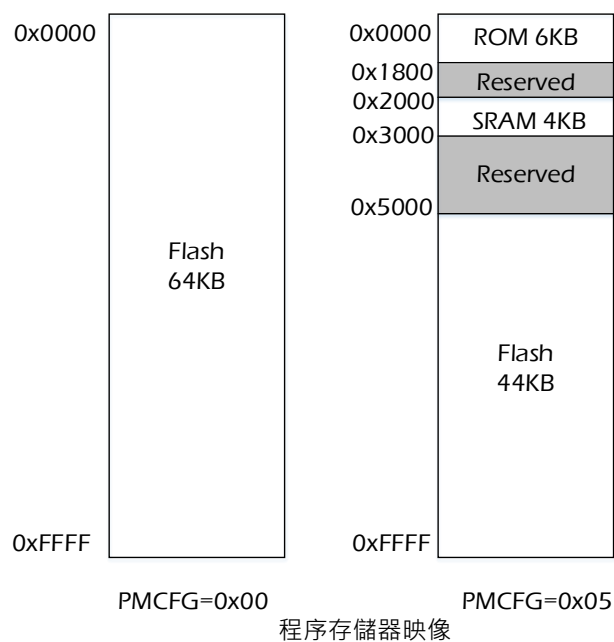 0x0000
Flash
64KB
0xFFFF
PMCFG=0x00
0x0000
ROM 6KB
0x1800
Reserved
0x2000
SRAM 4KB
0x3000
Reserved
0x5000
Flash
44KB
0xFFFF
PMCFG=0x05
程序存儲器映像